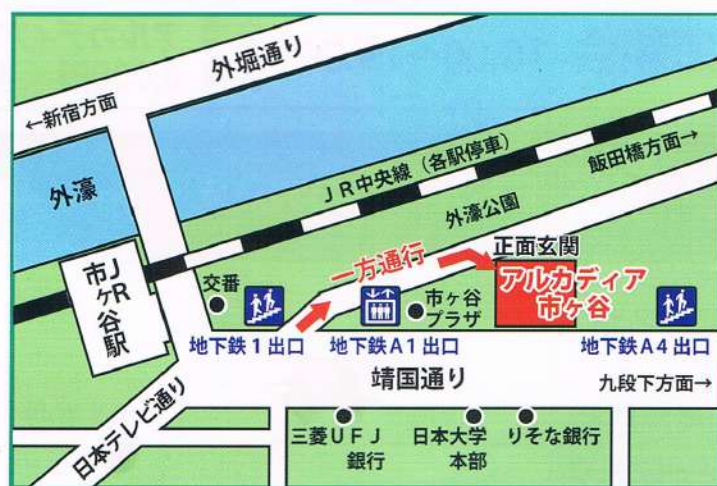 外堀通り
←新宿方面
外濠
JR中央線（各駅停車）
飯田橋方面→
外濠公園
正面玄関
一方通行
アルカディア
市ヶ谷
JR
市ヶ谷駅
交番
市ヶ谷
プラザ
地下鉄1出口
地下鉄A1出口
地下鉄A4出口
靖国通り
九段下方面→
日本テレビ通り
三菱UFJ
銀行
日本大学
本部
りそな銀行